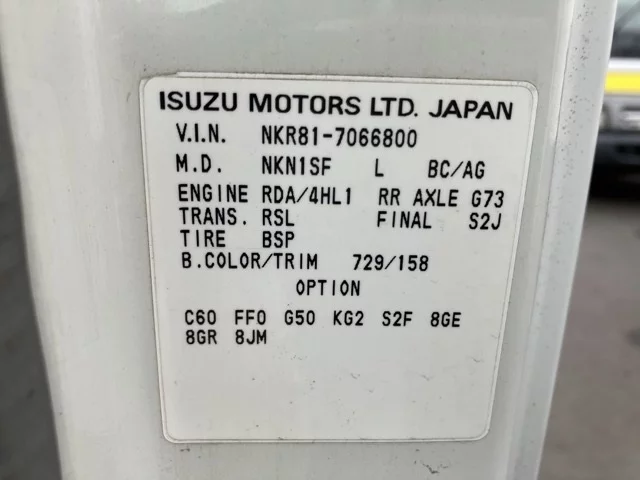 ISUZU MOTORS LTD. JAPAN
V.I.N. NKR81-7066800
M.D. NKN1SF L BC/AG
ENGINE RDA/4HL1 RR AXLE G73
TRANS. RSL FINAL S2J
TIRE BSP
B.COLOR/TRIM 729/158
OPTION
C60 FF0 G50 KG2 S2F 8GE
8GR 8JM